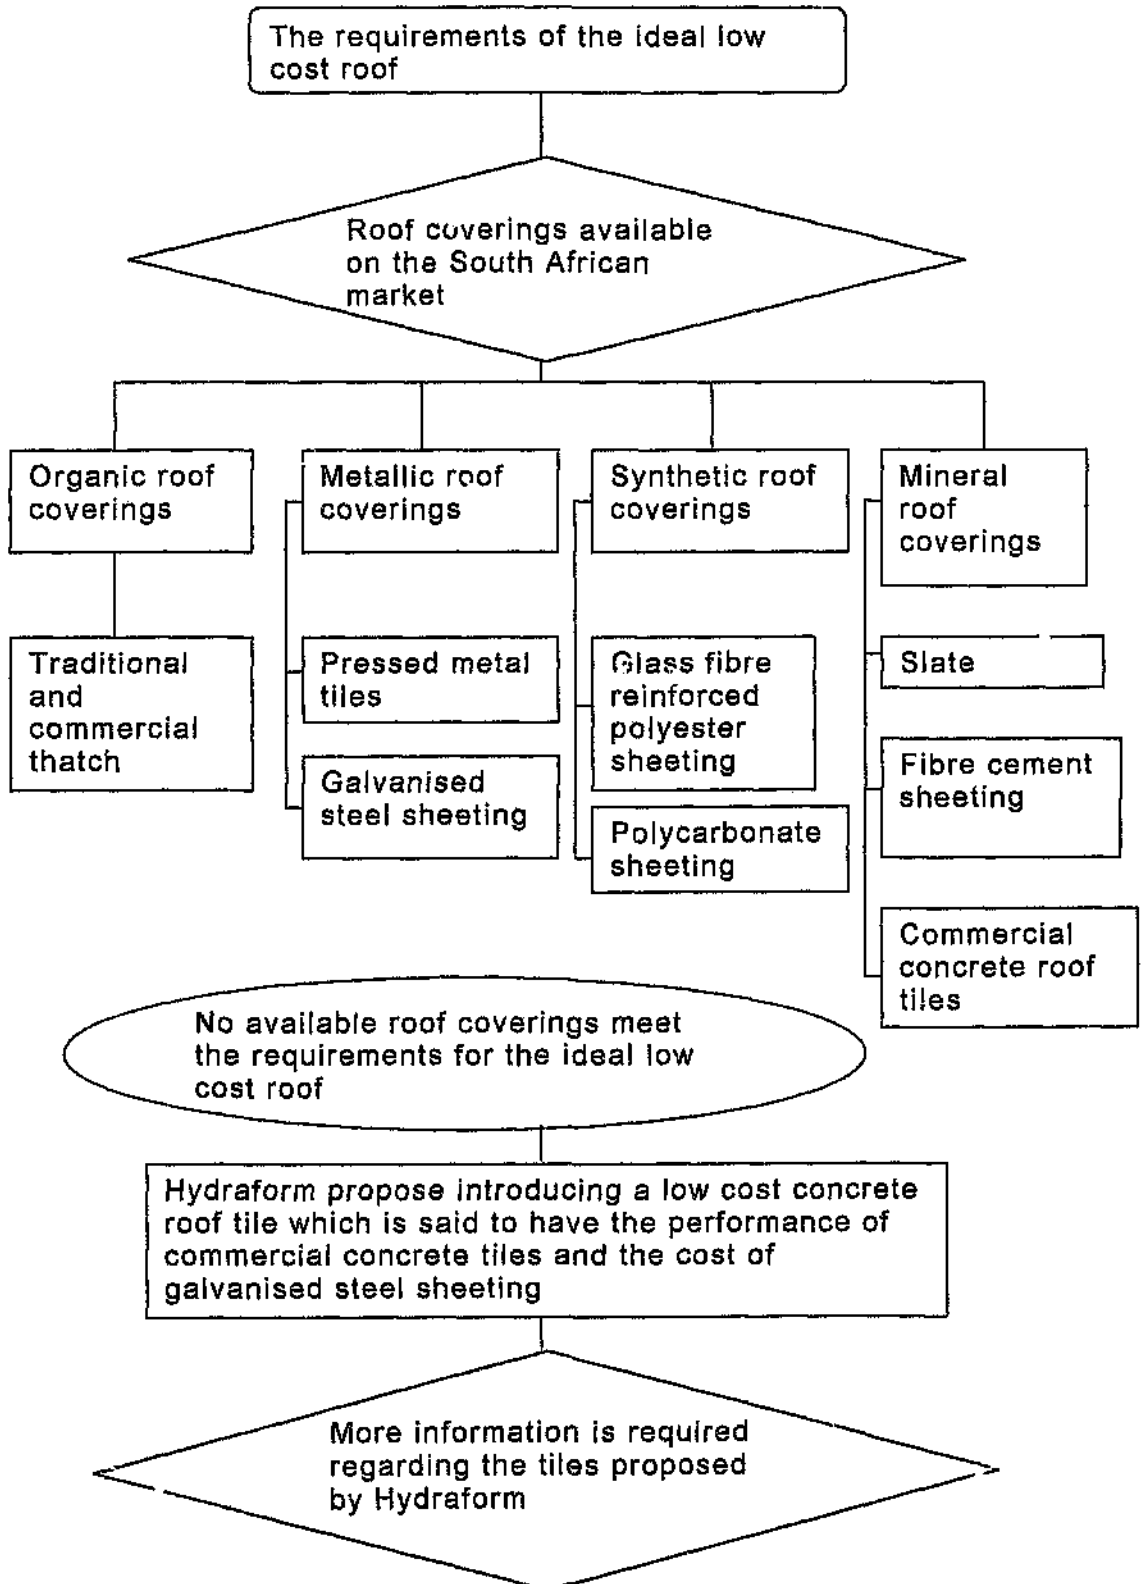 The requirements of the ideal low
cost roof
Roof coverings available
on the South African
market
Organic roof
coverings
Metallic roof
coverings
Synthetic roof
coverings
Mineral
roof
coverings
Traditional
and
commercial
thatch
Pressed metal
tiles
Galvanised
steel sheeting
Glass fibre
reinforced
polyester
sheeting
Polycarbonate
sheeting
Slate
Fibre cement
sheeting
Commercial
concrete roof
tiles
No available roof coverings meet
the requirements for the ideal low
cost roof
Hydraform propose introducing a low cost concrete
roof tile which is said to have the performance of
commercial concrete tiles and the cost of
galvanised steel sheeting
More information is required
regarding the tiles proposed
by Hydraform